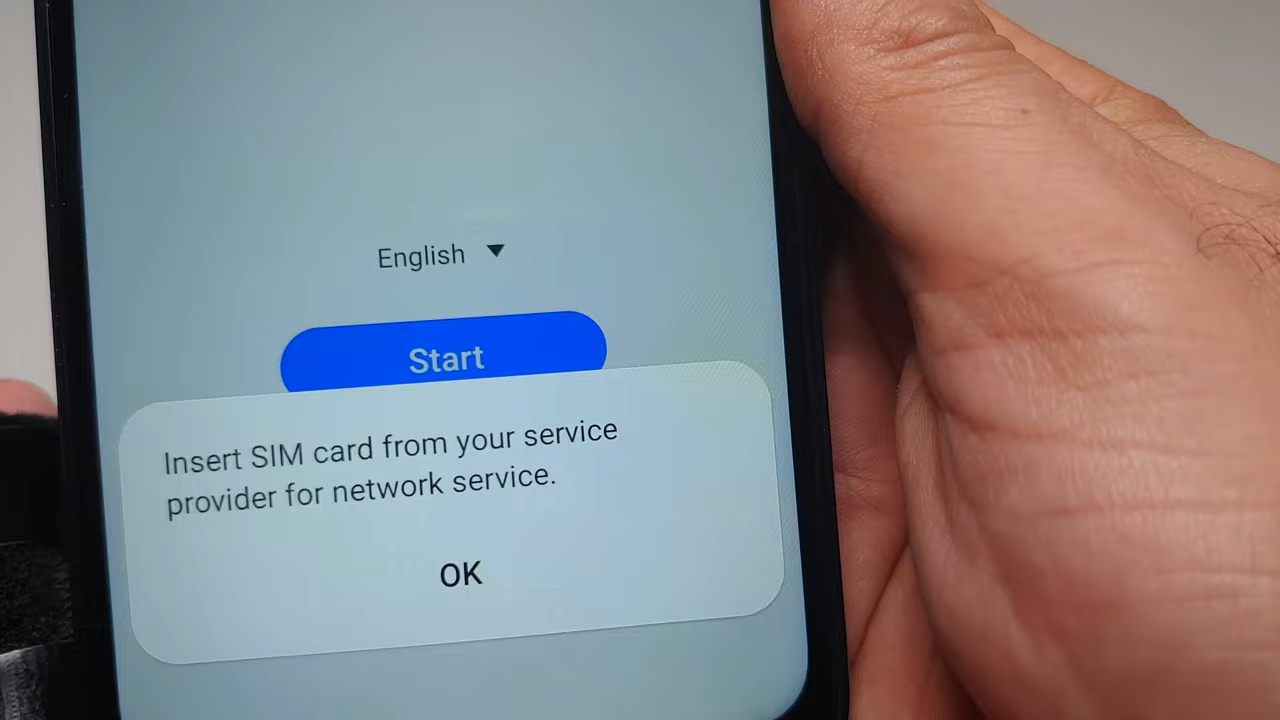 English
Start
Insert SIM card from your service
provider for network service.
OK